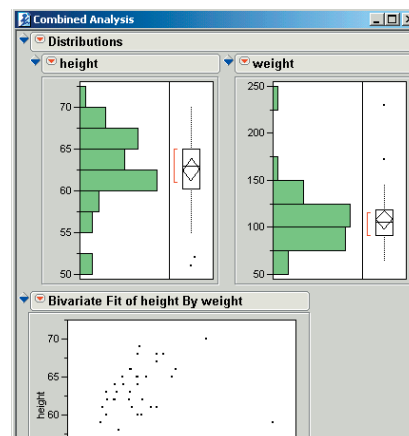 Combined Analysis
Distributions
height
70
65
60
55
50
weight
250
200
150
100
50
Bivariate Fit of height By weight
height
70
65
60